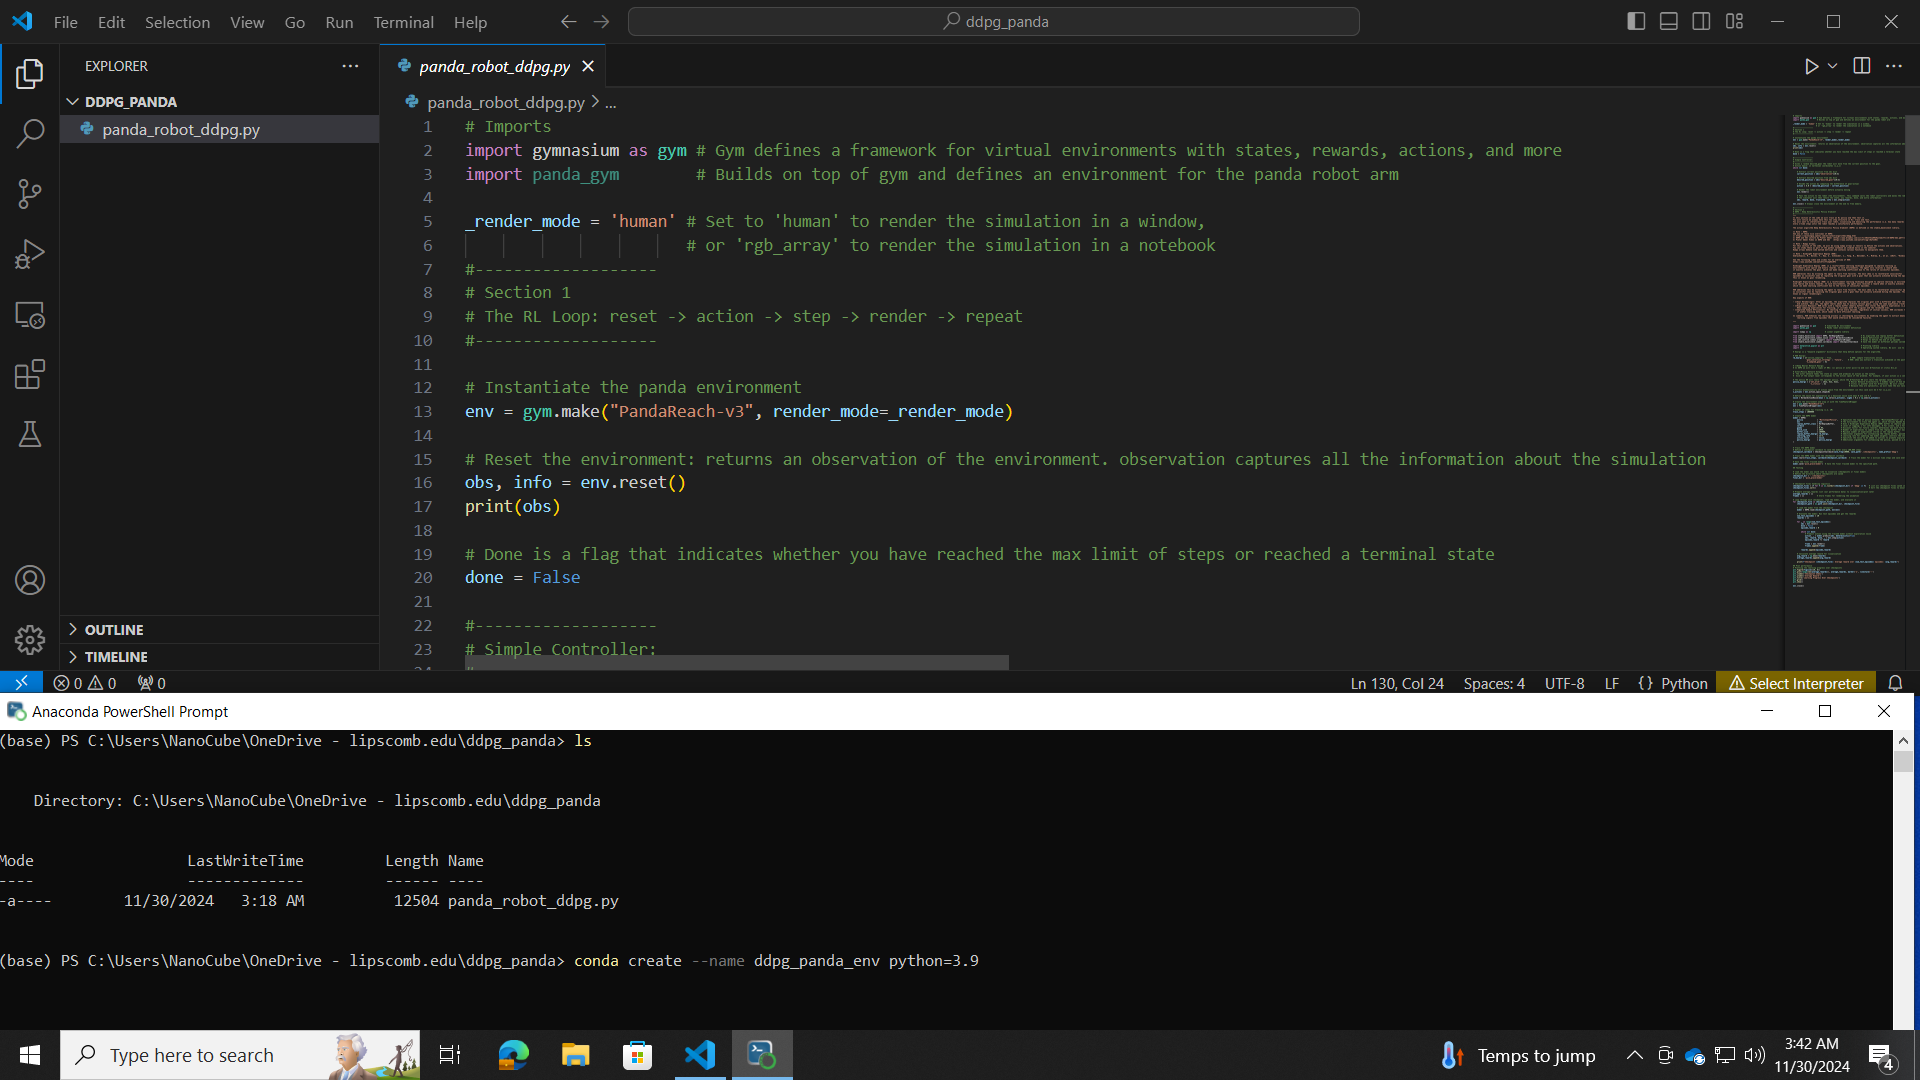 File Edit Selection View Go Run Terminal Help
ddpg_panda
EXPLORER
DDPG_PANDA
panda_robot_ddpg.py
OUTLINE
TIMELINE
panda_robot_ddpg.py
panda_robot_ddpg.py > ...
1 # Imports
2 import gymnasium as gym # Gym defines a framework for virtual environments with states, rewards, actions, and more
3 import panda_gym # Builds on top of gym and defines an environment for the panda robot arm
4
5 _render_mode = 'human' # Set to 'human' to render the simulation in a window,
6 # or 'rgb_array' to render the simulation in a notebook
7 #-------------------
8 # Section 1
9 # The RL Loop: reset -> action -> step -> render -> repeat
10 #-------------------
11
12 # Instantiate the panda environment
13 env = gym.make("PandaReach-v3", render_mode=_render_mode)
14
15 # Reset the environment: returns an observation of the environment. observation captures all the information about the simulation
16 obs, info = env.reset()
17 print(obs)
18
19 # Done is a flag that indicates whether you have reached the max limit of steps or reached a terminal state
20 done = False
21
22 #-------------------
23 # Simple Controller:
0 0 0
Ln 130, Col 24 Spaces: 4 UTF-8 LF {} Python Select Interpreter
Anaconda PowerShell Prompt
(base) PS C:\Users\NanoCube\OneDrive - lipscomb.edu\ddpg_panda> ls
Directory: C:\Users\NanoCube\OneDrive - lipscomb.edu\ddpg_panda
Mode LastWriteTime Length Name
---- ------------- ------ ----
-a---- 11/30/2024 3:18 AM 12504 panda_robot_ddpg.py
(base) PS C:\Users\NanoCube\OneDrive - lipscomb.edu\ddpg_panda> conda create --name ddpg_panda_env python=3.9
Type here to search
Temps to jump
3:42 AM
11/30/2024
4